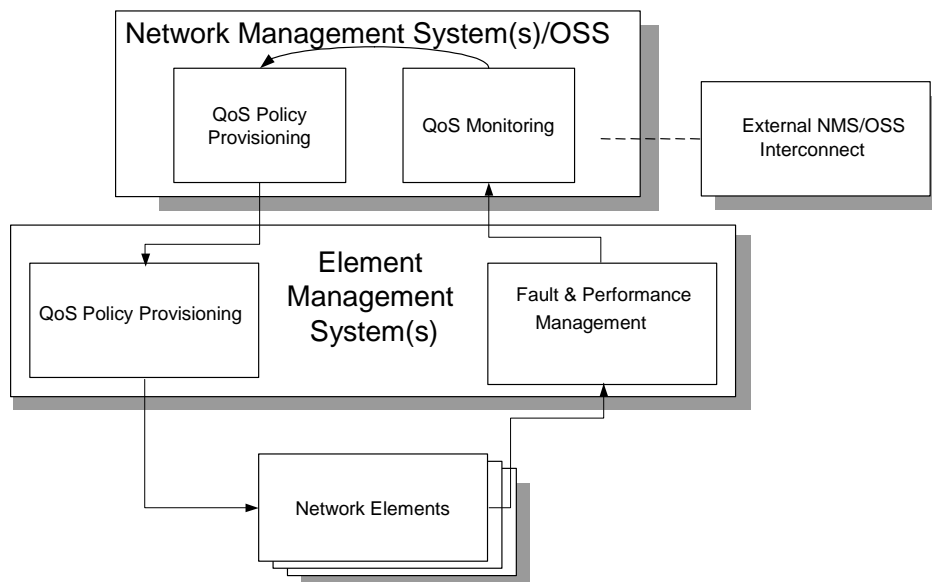 Network Management System(s)/OSS
QoS Policy
Provisioning
QoS Monitoring
External NMS/OSS
Interconnect
Element
Management
System(s)
QoS Policy Provisioning
Fault & Performance
Management
Network Elements